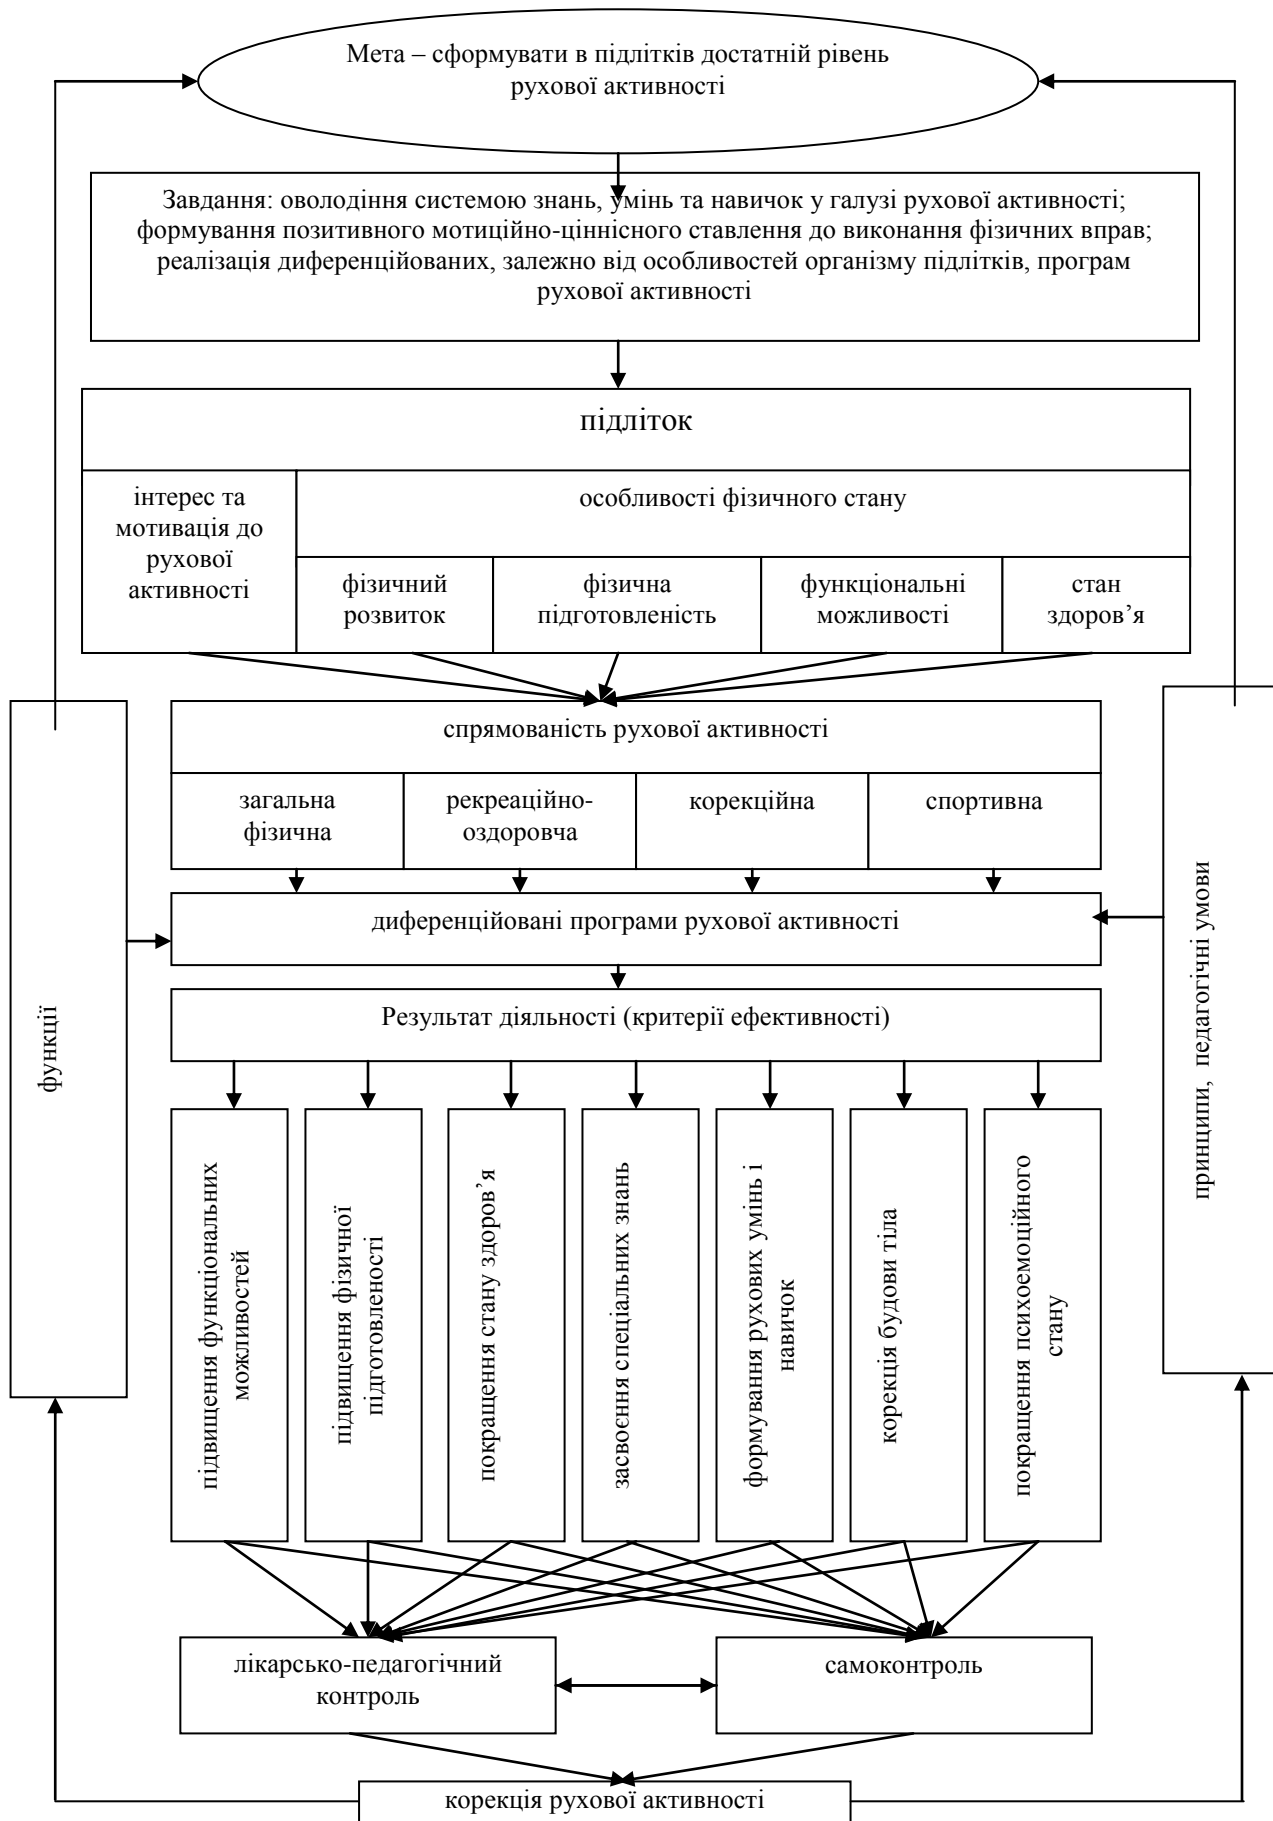 Мета – сформувати в підлітків достатній рівень
рухової активності
Завдання: оволодіння системою знань, умінь та навичок у галузі рухової активності;
формування позитивного мотиційно-ціннісного ставлення до виконання фізичних вправ;
реалізація диференційованих, залежно від особливостей організму підлітків, програм
рухової активності
підліток
інтерес та
мотивація до
рухової
активності
особливості фізичного стану
фізичний
розвиток
фізична
підготовленість
функціональні
можливості
стан
здоров’я
спрямованість рухової активності
загальна
фізична
рекреаційно-
оздоровча
корекційна
спортивна
диференційовані програми рухової активності
функції
принципи, педагогічні умови
Результат діяльності (критерії ефективності)
підвищення функціональних
можливостей
підвищення фізичної
підготовленості
покращення стану здоров’я
засвоєння спеціальних знань
формування рухових умінь і
навичок
корекція будови тіла
покращення психоемоційного
стану
лікарсько-педагогічний
контроль
самоконтроль
корекція рухової активності